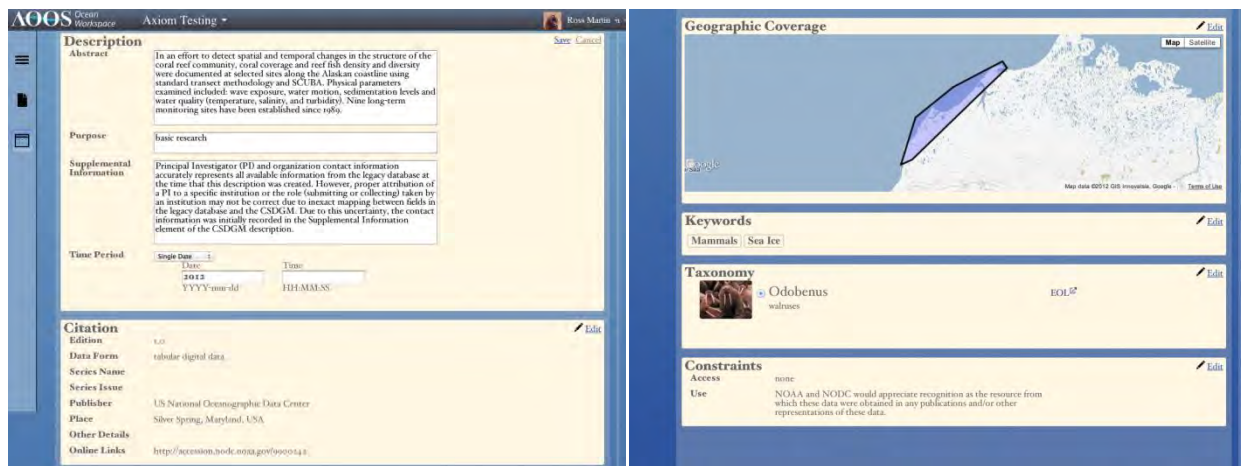 AOOS Ocean Workspace
Axiom Testing
Ross Martin
Description
Save Cancel
Abstract
In an effort to detect spatial and temporal changes in the structure of the
coral reef community, coral coverage and reef fish density and diversity
were documented at selected sites along the Alaskan coastline using
standard transect methodology and SCUBA. Physical parameters
examined included: wave exposure, water motion, sedimentation levels and
water quality (temperature, salinity, and turbidity). Nine long-term
monitoring sites have been established since 1989.
Purpose
basic research
Supplemental
Information
Principal Investigator (PI) and organization contact information
accurately represents all available information from the legacy database at
the time that this description was created. However, proper attribution of
a PI to a specific institution or the role (submitting or collecting) taken by
an institution may not be correct due to inexact mapping between fields in
the legacy database and the CSDGM. Due to this uncertainty, the contact
information was initially recorded in the Supplemental Information
element of the CSDGM description.
Time Period
Single Date
Date Time
2012
YYYY-mm-dd HH:MM:SS
Citation
Edit
Edition 1.0
Data Form tabular digital data
Series Name
Series Issue
Publisher US National Oceanographic Data Center
Place Silver Spring, Maryland, USA
Other Details
Online Links http://accession.nodc.noaa.gov/0000242
Geographic Coverage
Edit
Map Satellite
Google
Map data ©2012 GIS Innovatsia, Google - Terms of Use
Keywords
Edit
Mammals Sea Ice
Taxonomy
Edit
Odobenus
EOL
walruses
Constraints
Edit
Access none
Use NOAA and NODC would appreciate recognition as the resource from
which these data were obtained in any publications and/or other
representations of these data.